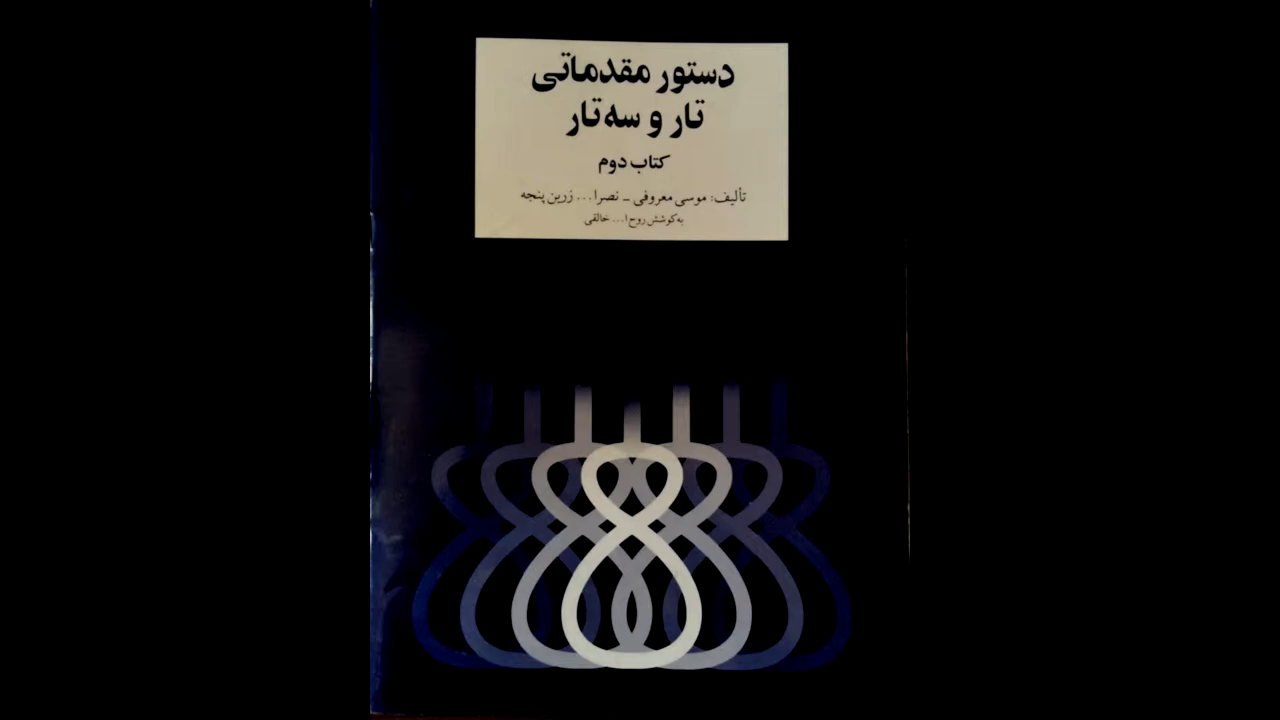 دستور مقدماتی
تار و سه‌تار
کتاب دوم
تألیف: موسی معروفی ـ نصرا... زرین پنجه
به‌کوشش روح ا... خالقی